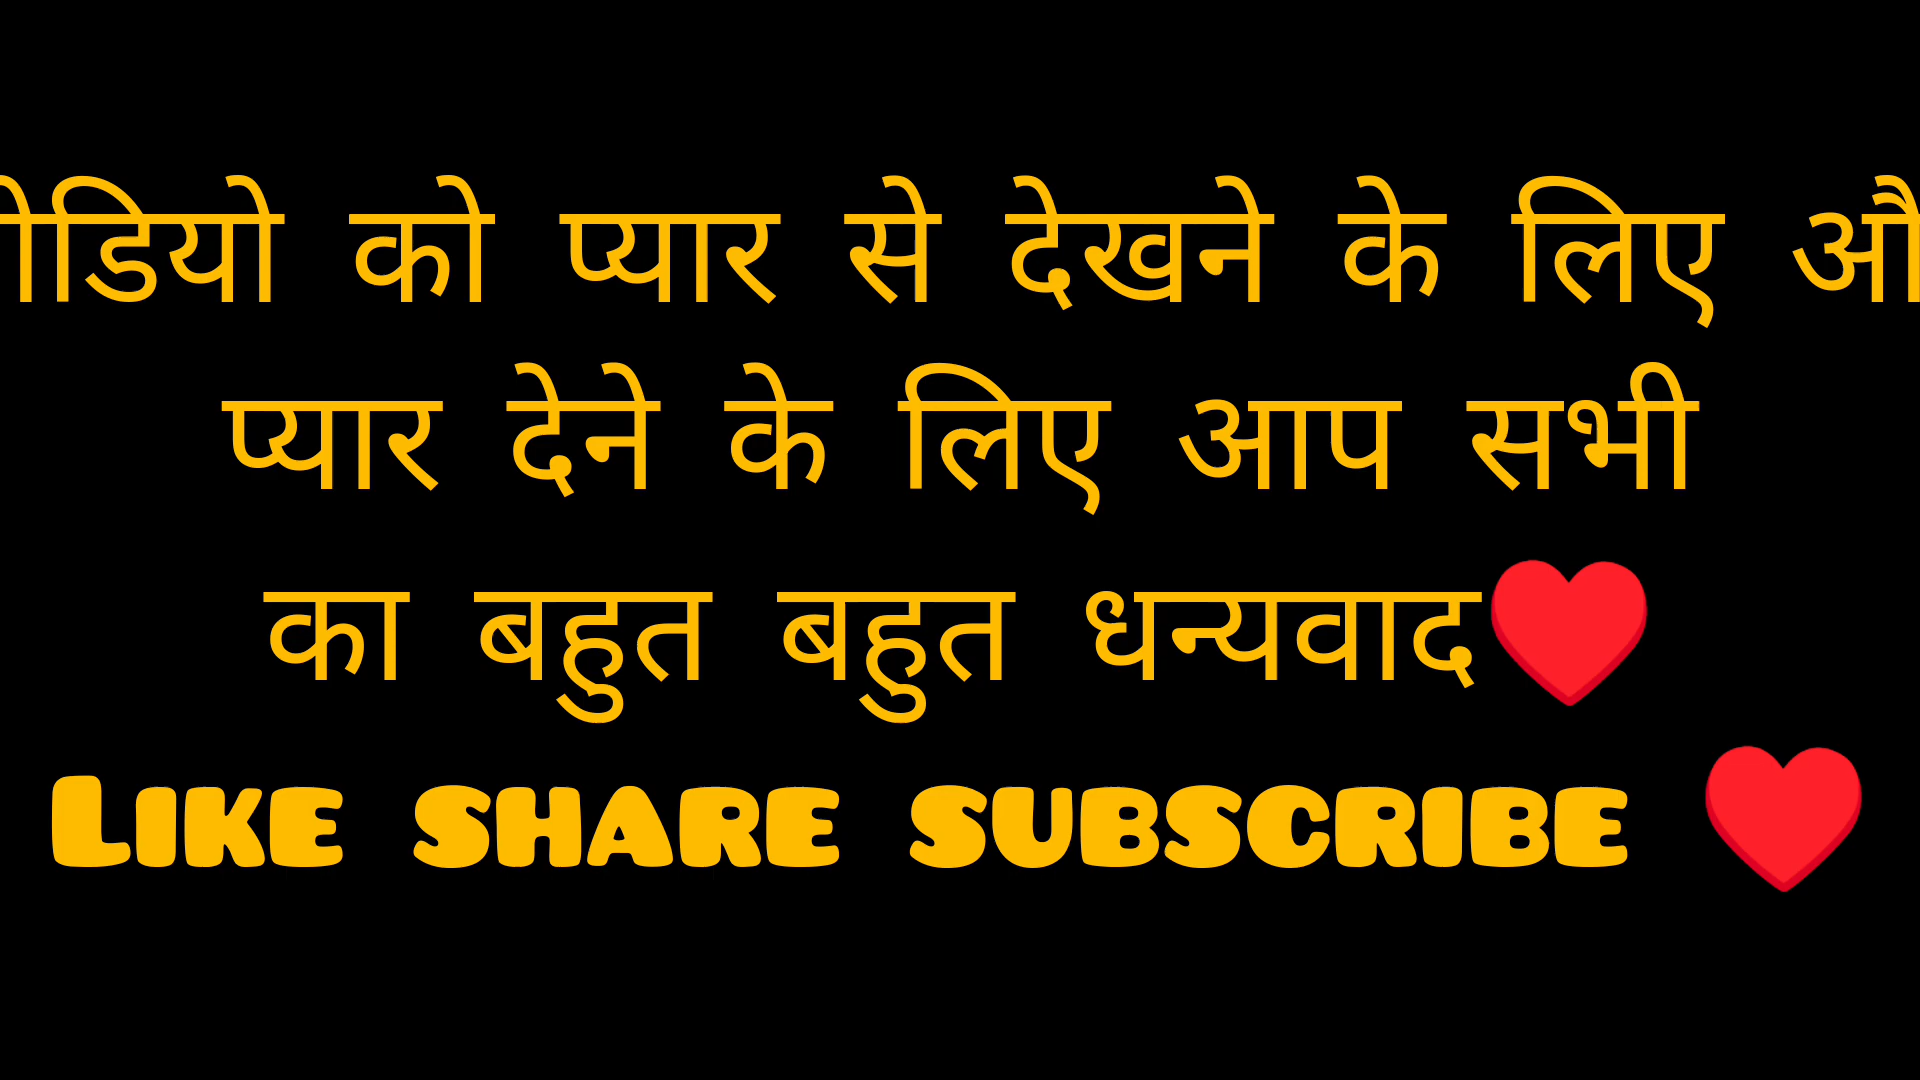 वीडियो को प्यार से देखने के लिए औ
प्यार देने के लिए आप सभी
का बहुत बहुत धन्यवाद♥️
Like share subscribe ♥️